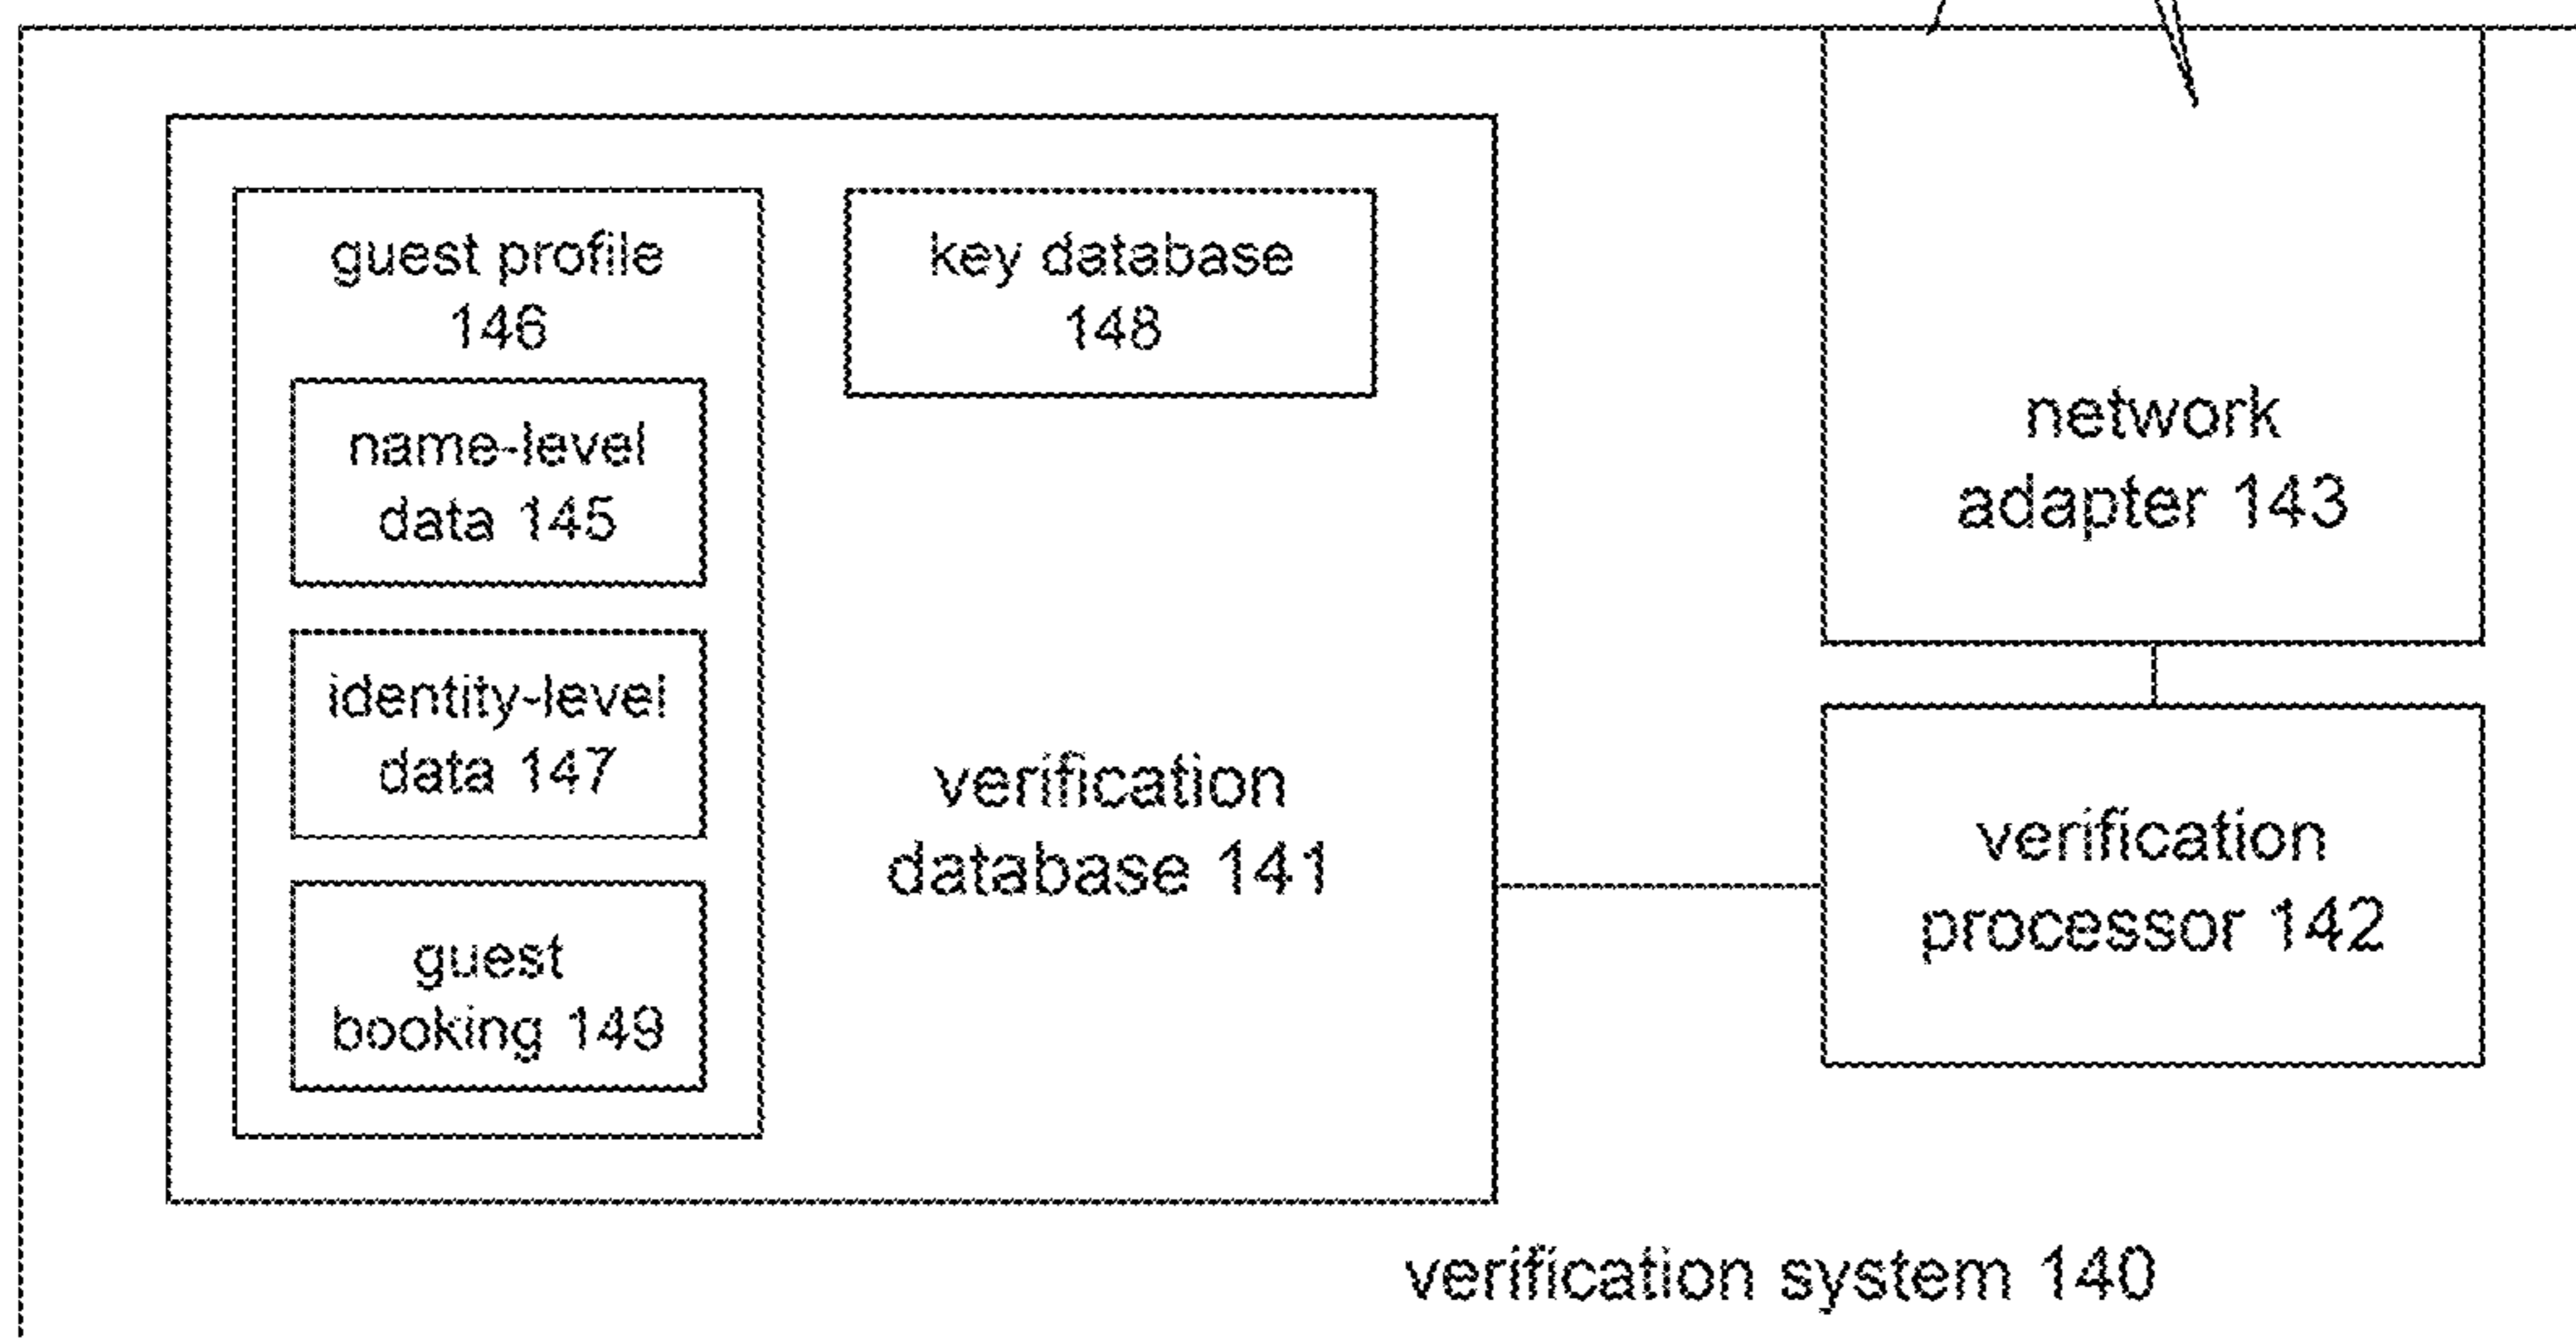 guest profile
146
name-level
data 145
identity-level
data 147
guest
booking 149
key database
148
verification
database 141
network
adapter 143
verification
processor 142
verification system 140